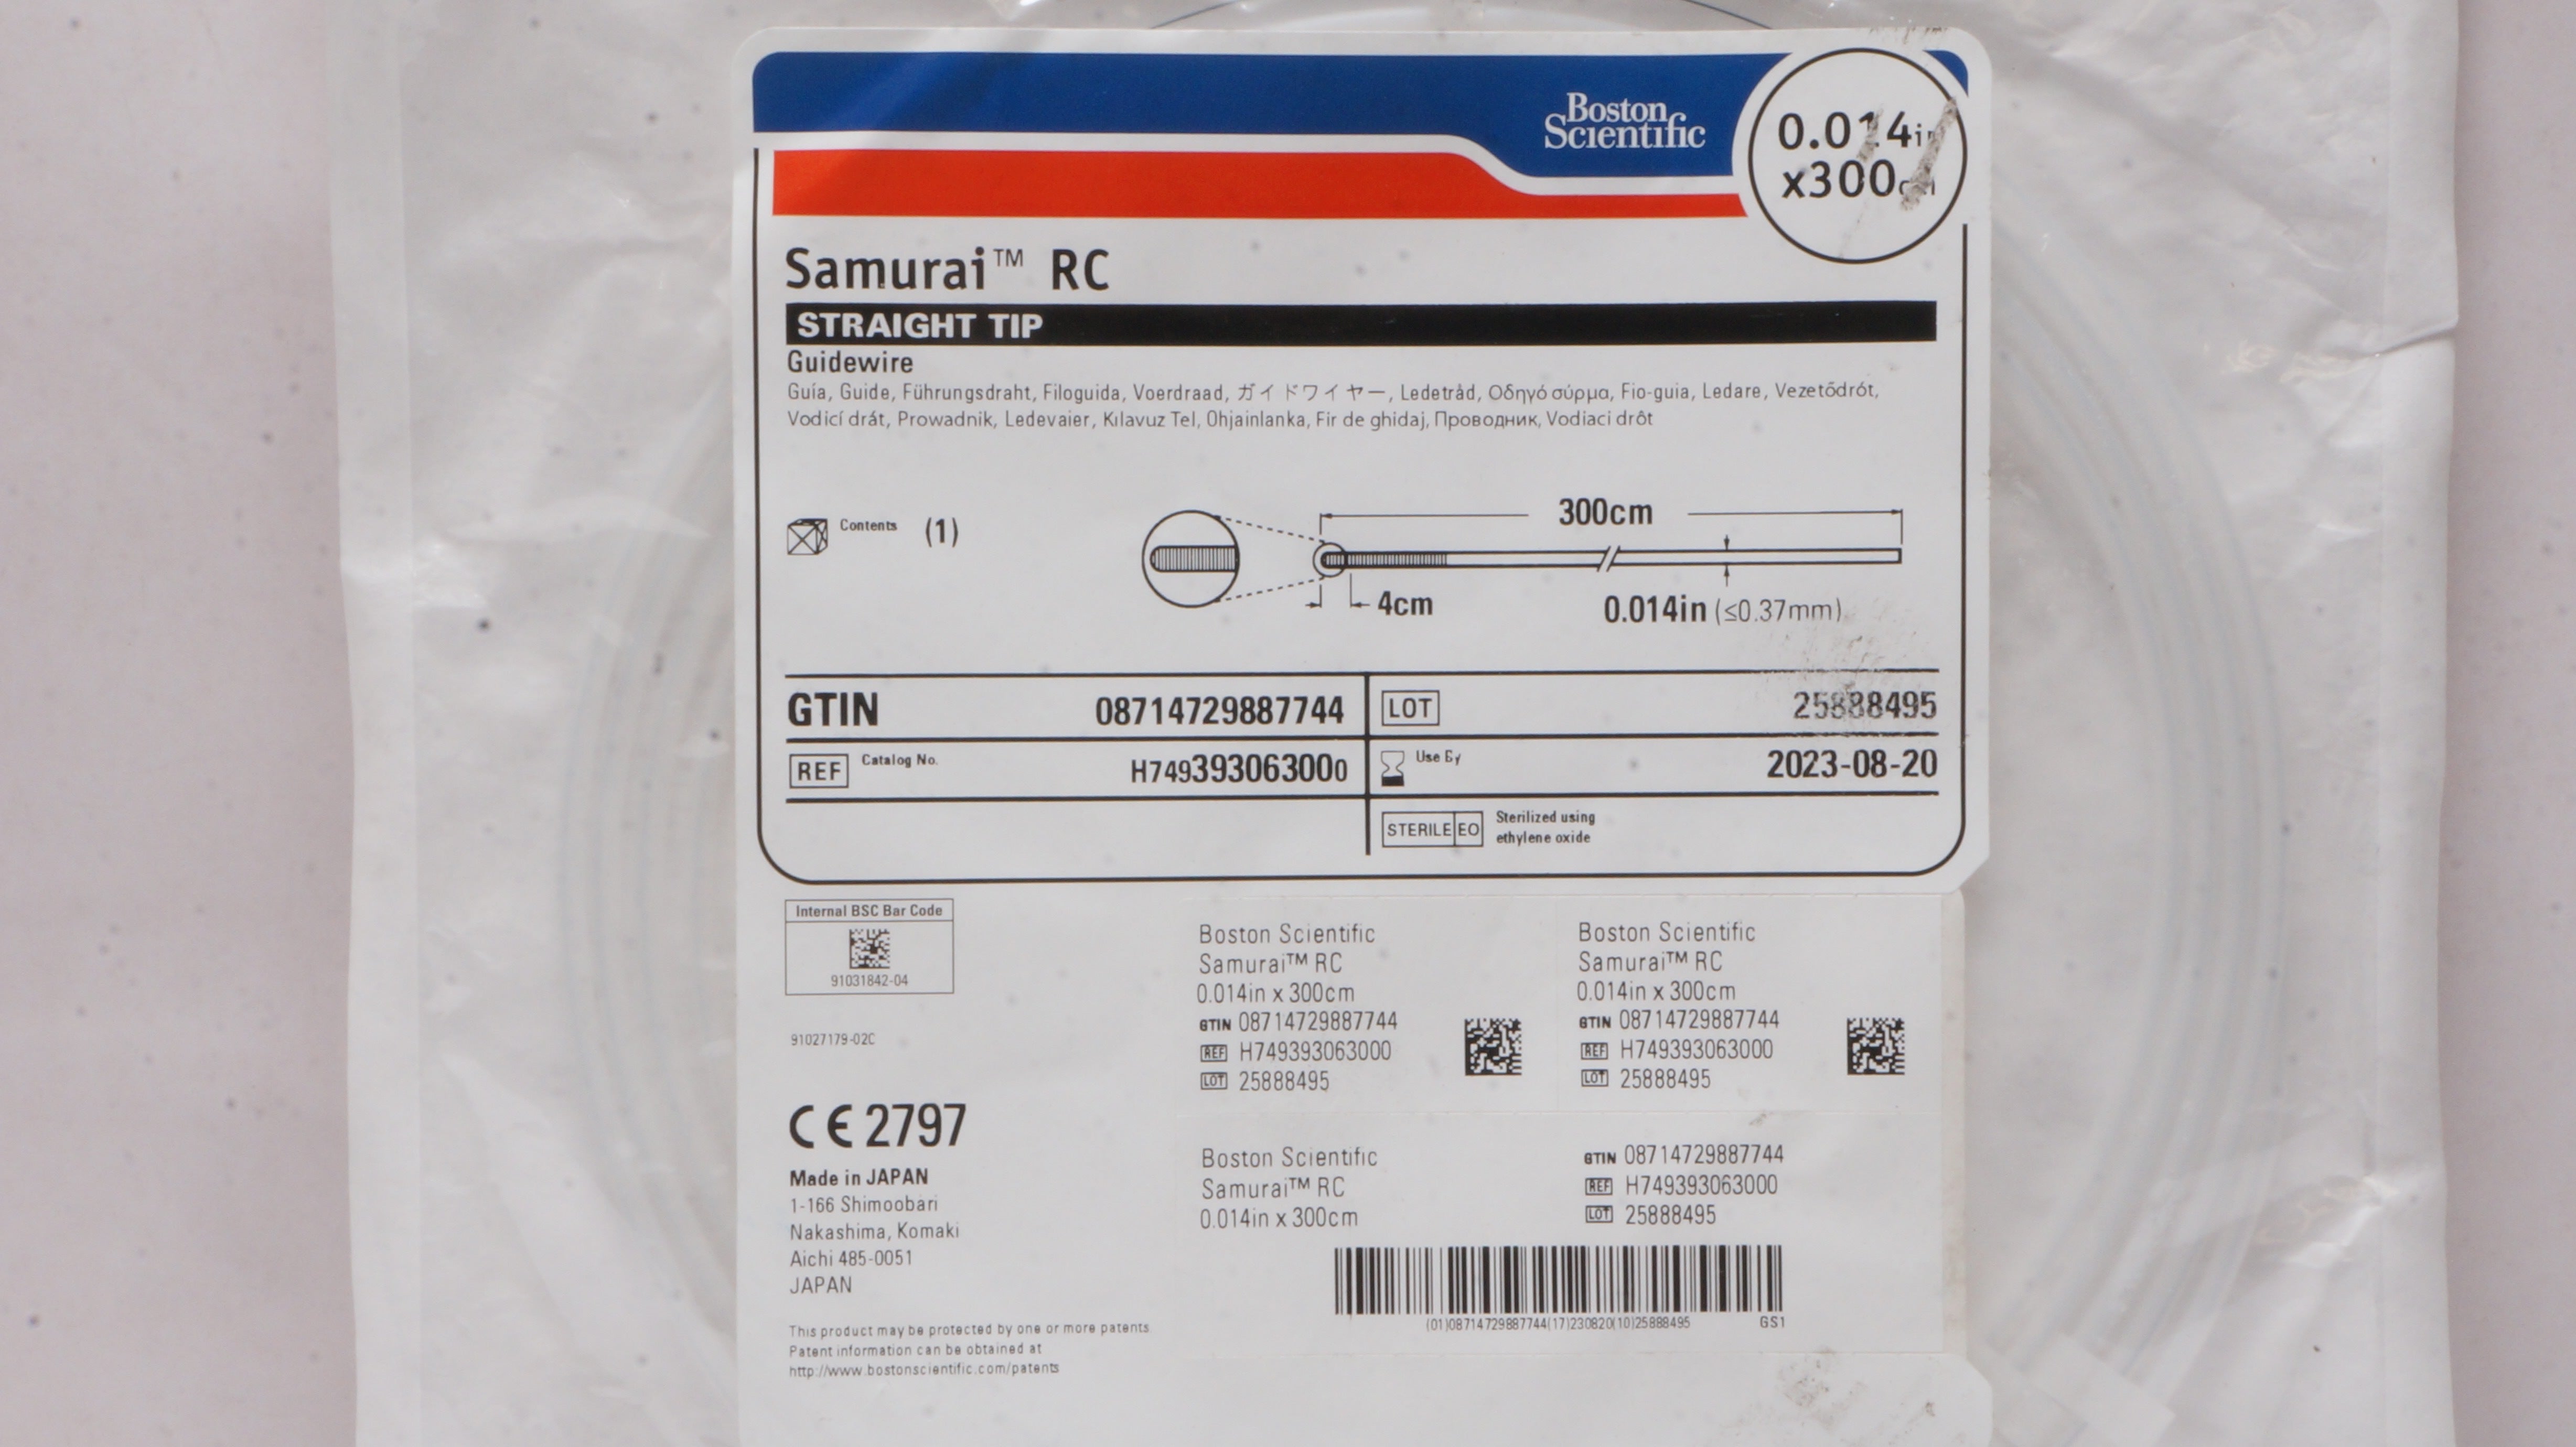 Boston
Scientific
0.014in
x300cm
Samurai™ RC
STRAIGHT TIP
Guidewire
Guía, Guide, Führungsdraht, Filoguida, Voerdraad, ガイドワイヤー, Ledetråd, Οδηγό σύρμα, Fio-guia, Ledare, Vezetődrót,
Vodicí drát, Prowadnik, Ledevaier, Kılavuz Tel, Ohjainlanka, Fir de ghidaj, Проводник, Vodiaci drôt
Contents (1)
300cm
4cm
0.014in (≤0.37mm)
GTIN 08714729887744
LOT 25888495
REF Catalog No. H749393063000
Use By 2023-08-20
STERILE EO Sterilized using
ethylene oxide
Internal BSC Bar Code
91031842-04
91027179-02C
CE 2797
Made in JAPAN
1-166 Shimoobari
Nakashima, Komaki
Aichi 485-0051
JAPAN
This product may be protected by one or more patents
Patent information can be obtained at
http://www.bostonscientific.com/patents
Boston Scientific
Samurai™ RC
0.014in x 300cm
GTIN 08714729887744
REF H749393063000
LOT 25888495
Boston Scientific
Samurai™ RC
0.014in x 300cm
GTIN 08714729887744
REF H749393063000
LOT 25888495
Boston Scientific
Samurai™ RC
0.014in x 300cm
GTIN 08714729887744
REF H749393063000
LOT 25888495
(01)08714729887744(17)230820(10)25888495 GS1